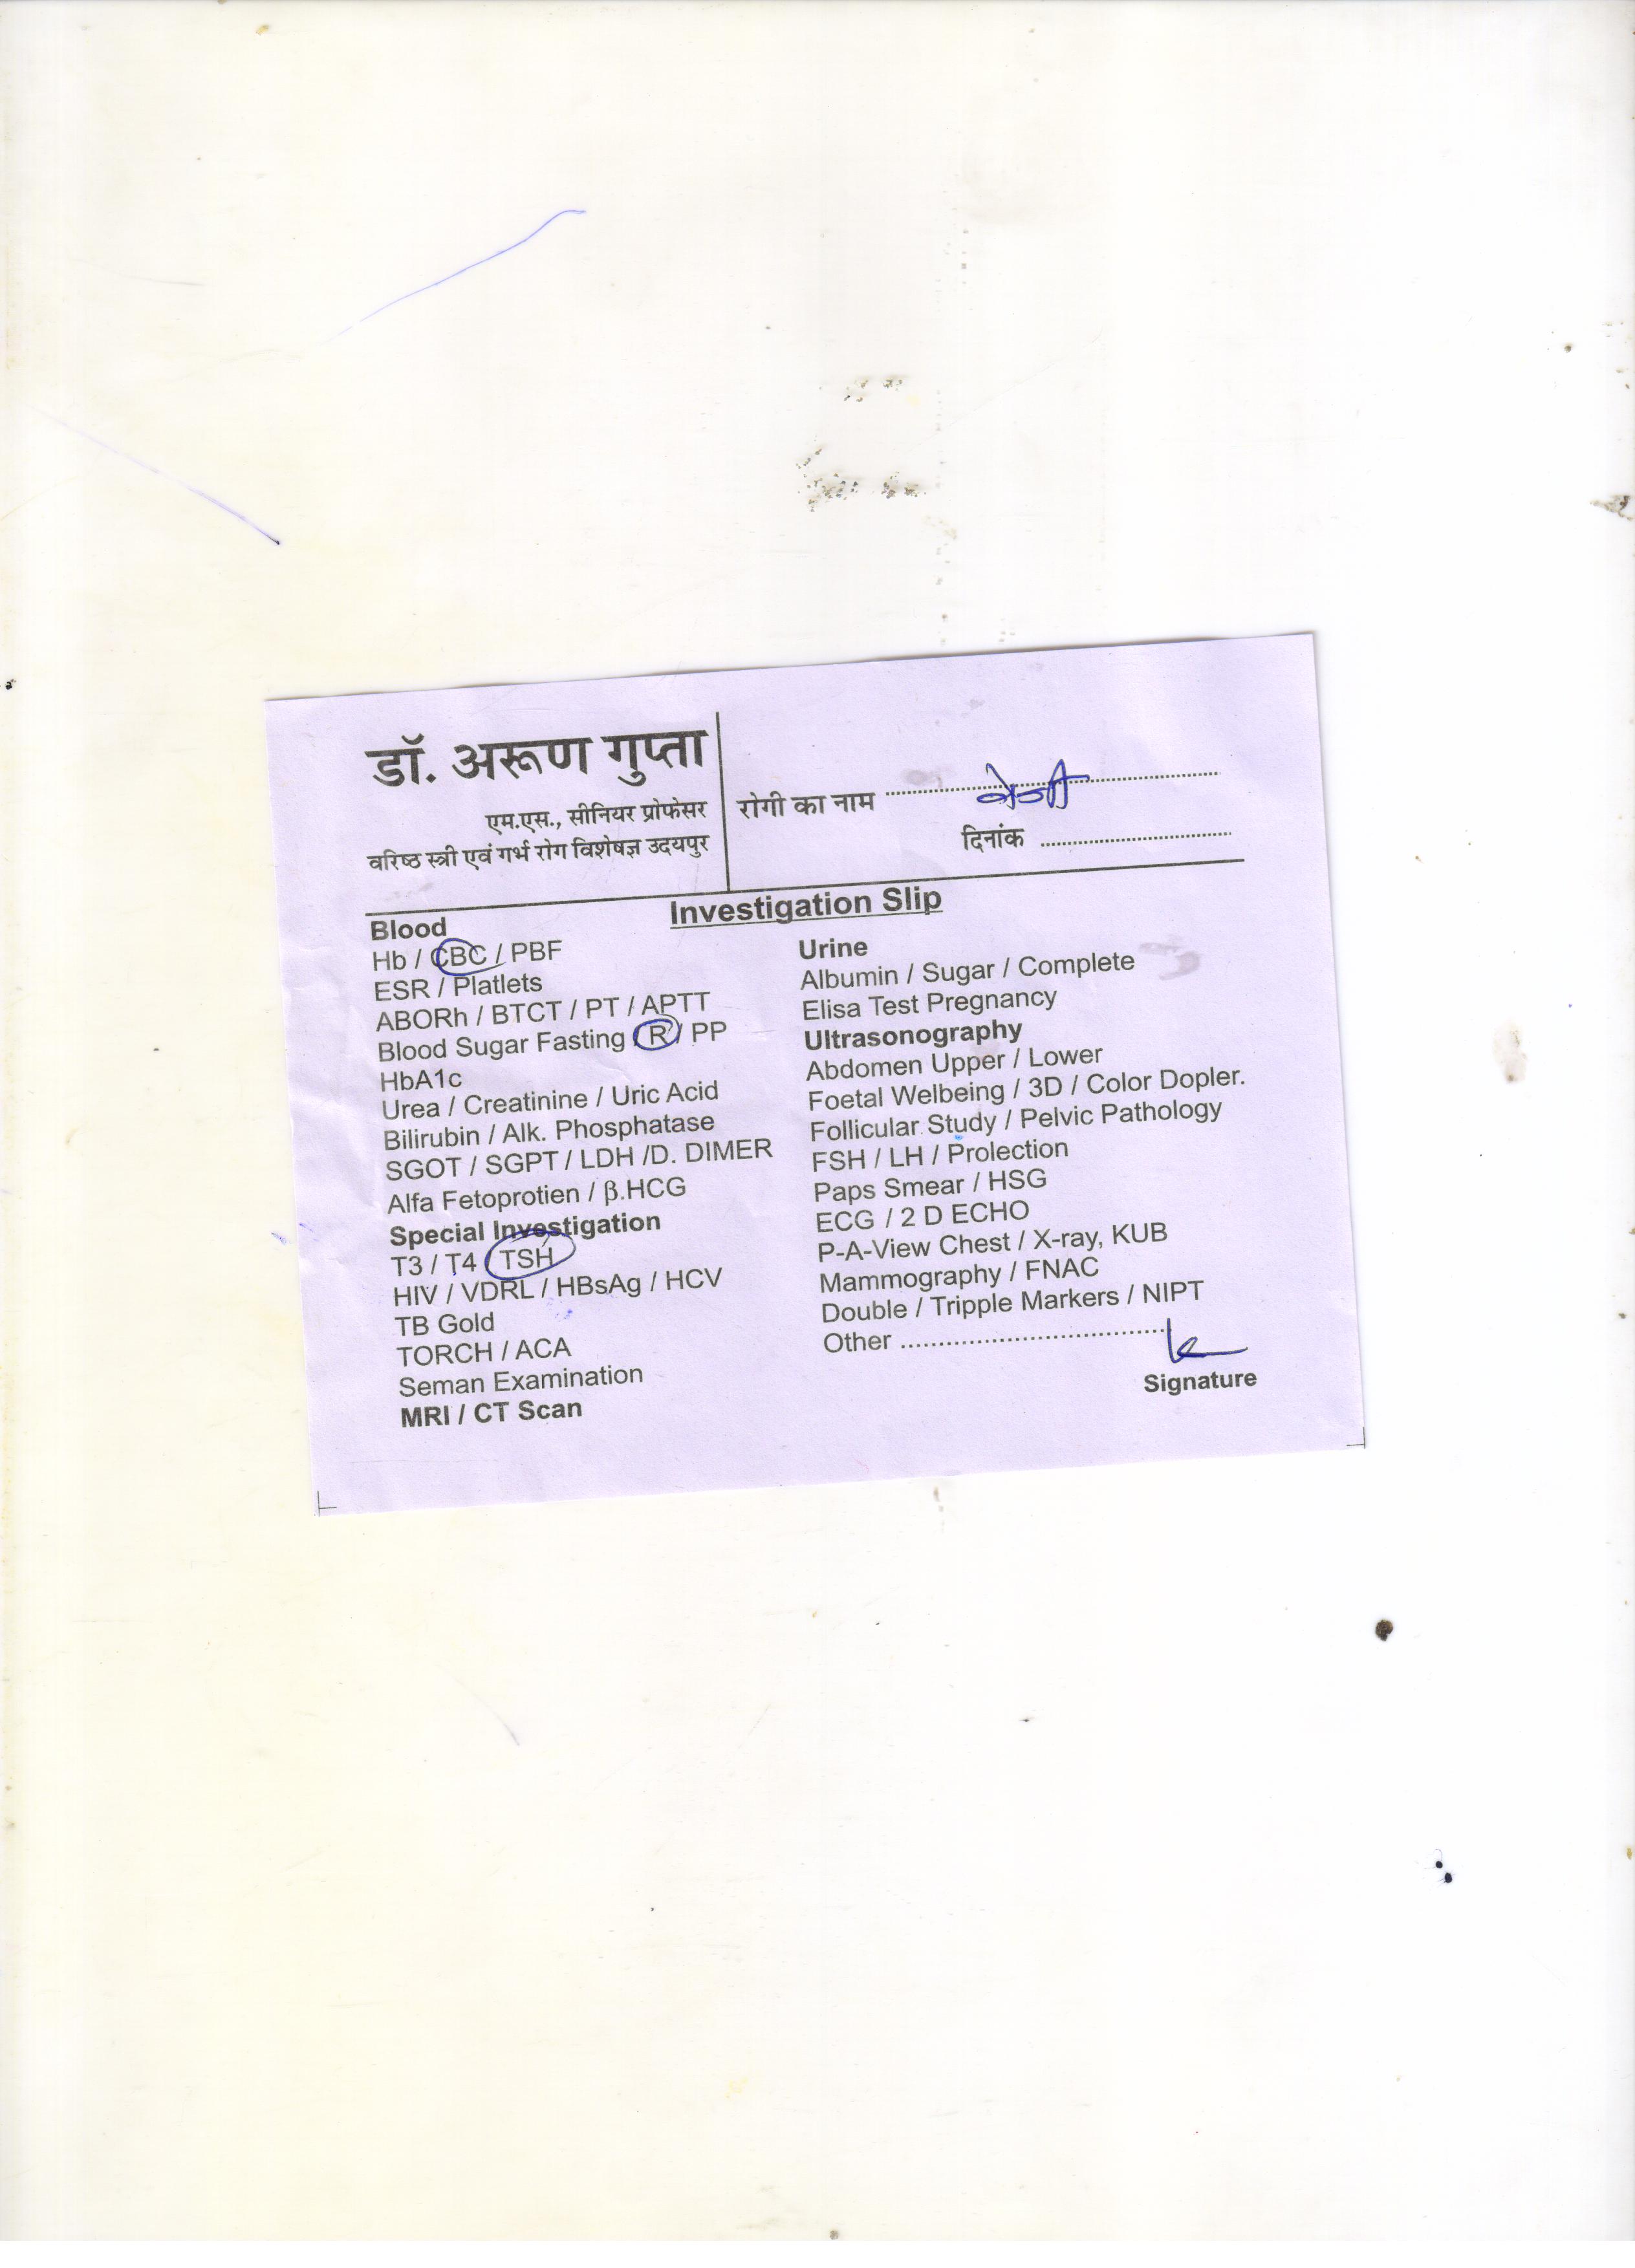 डॉ. अरूण गुप्ता
एम.एस., सीनियर प्रोफेसर
वरिष्ठ स्त्री एवं गर्भ रोग विशेषज्ञ उदयपुर
रोगी का नाम
दिनांक
Investigation Slip
Blood
Hb / CBC / PBF
ESR / Platlets
ABORh / BTCT / PT / APTT
Blood Sugar Fasting / R / PP
HbA1c
Urea / Creatinine / Uric Acid
Bilirubin / Alk. Phosphatase
SGOT / SGPT / LDH /D. DIMER
Alfa Fetoprotien / β.HCG
Special Investigation
T3 / T4 / TSH
HIV / VDRL / HBsAg / HCV
TB Gold
TORCH / ACA
Seman Examination
MRI / CT Scan
Urine
Albumin / Sugar / Complete
Elisa Test Pregnancy
Ultrasonography
Abdomen Upper / Lower
Foetal Welbeing / 3D / Color Dopler.
Follicular Study / Pelvic Pathology
FSH / LH / Prolection
Paps Smear / HSG
ECG / 2 D ECHO
P-A-View Chest / X-ray, KUB
Mammography / FNAC
Double / Tripple Markers / NIPT
Other
Signature